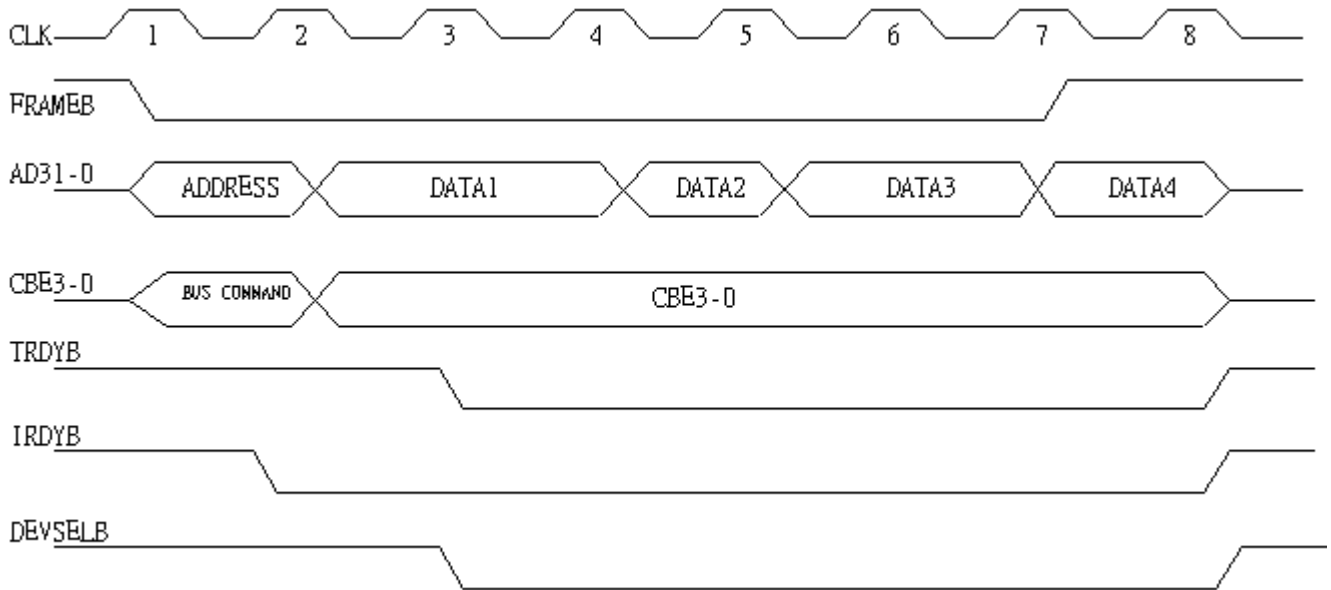 CLK 1 2 3 4 5 6 7 8
FRAMEB
AD31-0 ADDRESS DATA1 DATA2 DATA3 DATA4
CBE3-0 BUS COMMAND CBE3-0
TRDYB
IRDYB
DEVSELB